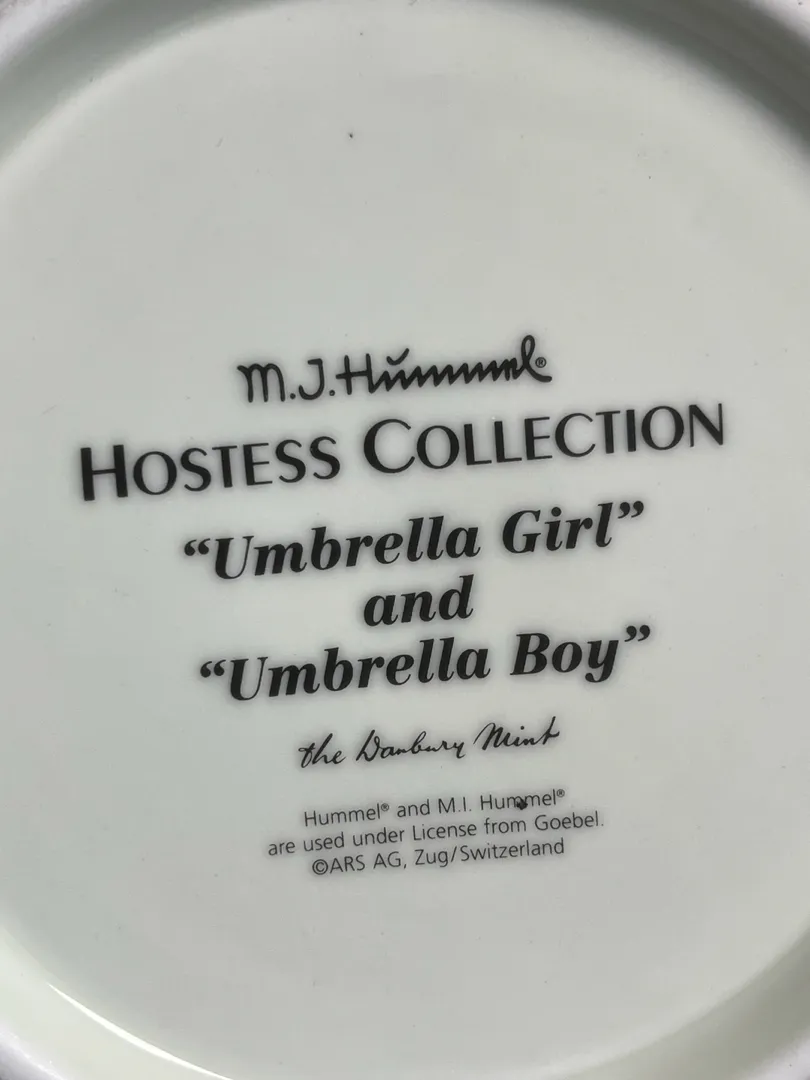 M.J.Hummel®
HOSTESS COLLECTION
“Umbrella Girl”
and
“Umbrella Boy”
the Danbury Mint
Hummel® and M.I. Hummel®
are used under License from Goebel.
©ARS AG, Zug/Switzerland